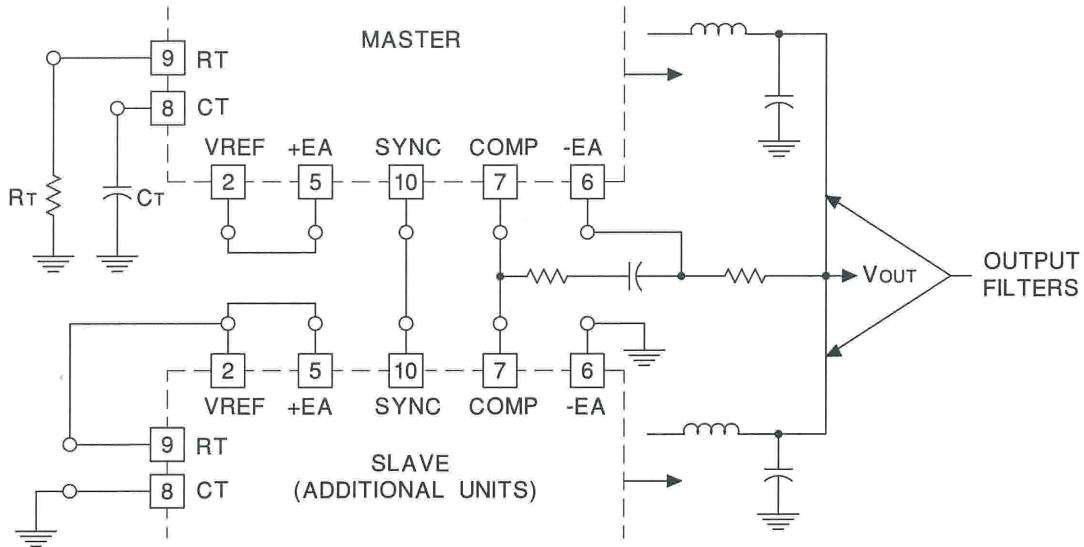 MASTER
9 RT
8 CT
RT
CT
VREF +EA SYNC COMP -EA
2 5 10 7 6
VOUT
OUTPUT
FILTERS
2 5 10 7 6
VREF +EA SYNC COMP -EA
9 RT
8 CT
SLAVE
(ADDITIONAL UNITS)